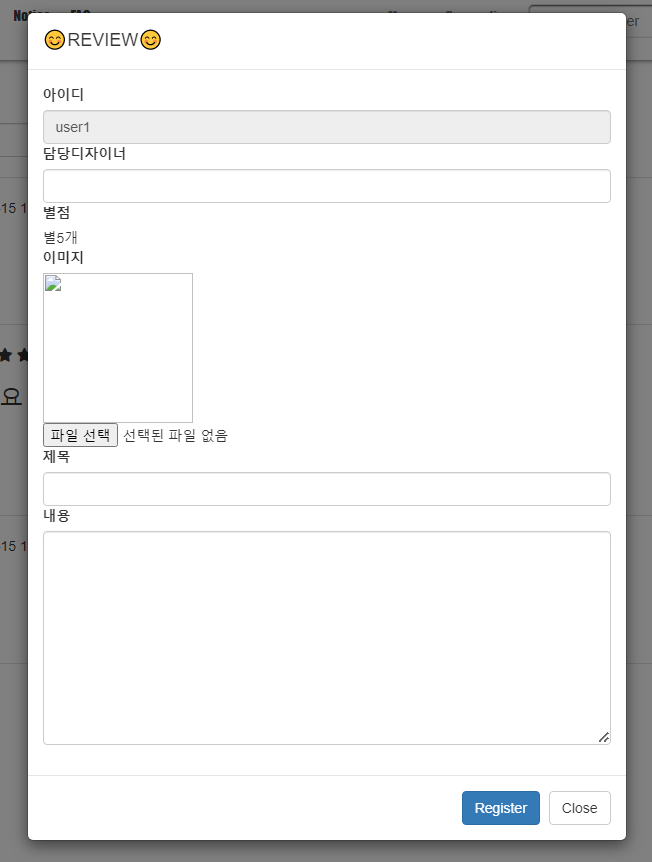 😊REVIEW😊
아이디
user1
담당디자이너
별점
별5개
이미지
파일 선택 선택된 파일 없음
제목
내용
Register Close
요